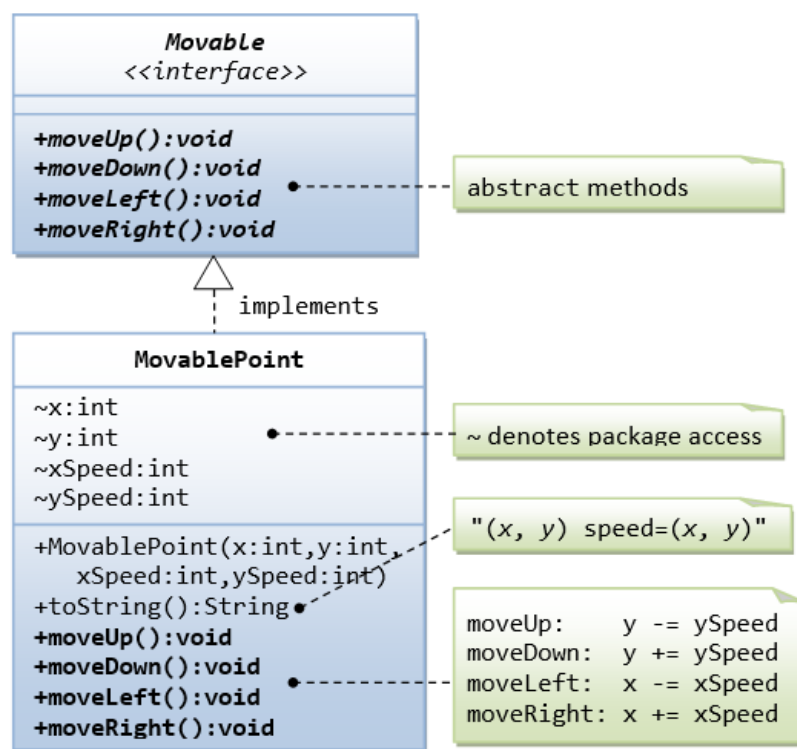 Movable
<<interface>>
+moveUp():void
+moveDown():void
+moveLeft():void
+moveRight():void
abstract methods
implements
MovablePoint
~x:int
~y:int
~xSpeed:int
~ySpeed:int
~ denotes package access
+MovablePoint(x:int,y:int,
xSpeed:int,ySpeed:int)
+toString():String
+moveUp():void
+moveDown():void
+moveLeft():void
+moveRight():void
"(x, y) speed=(x, y)"
moveUp: y -= ySpeed
moveDown: y += ySpeed
moveLeft: x -= xSpeed
moveRight: x += xSpeed